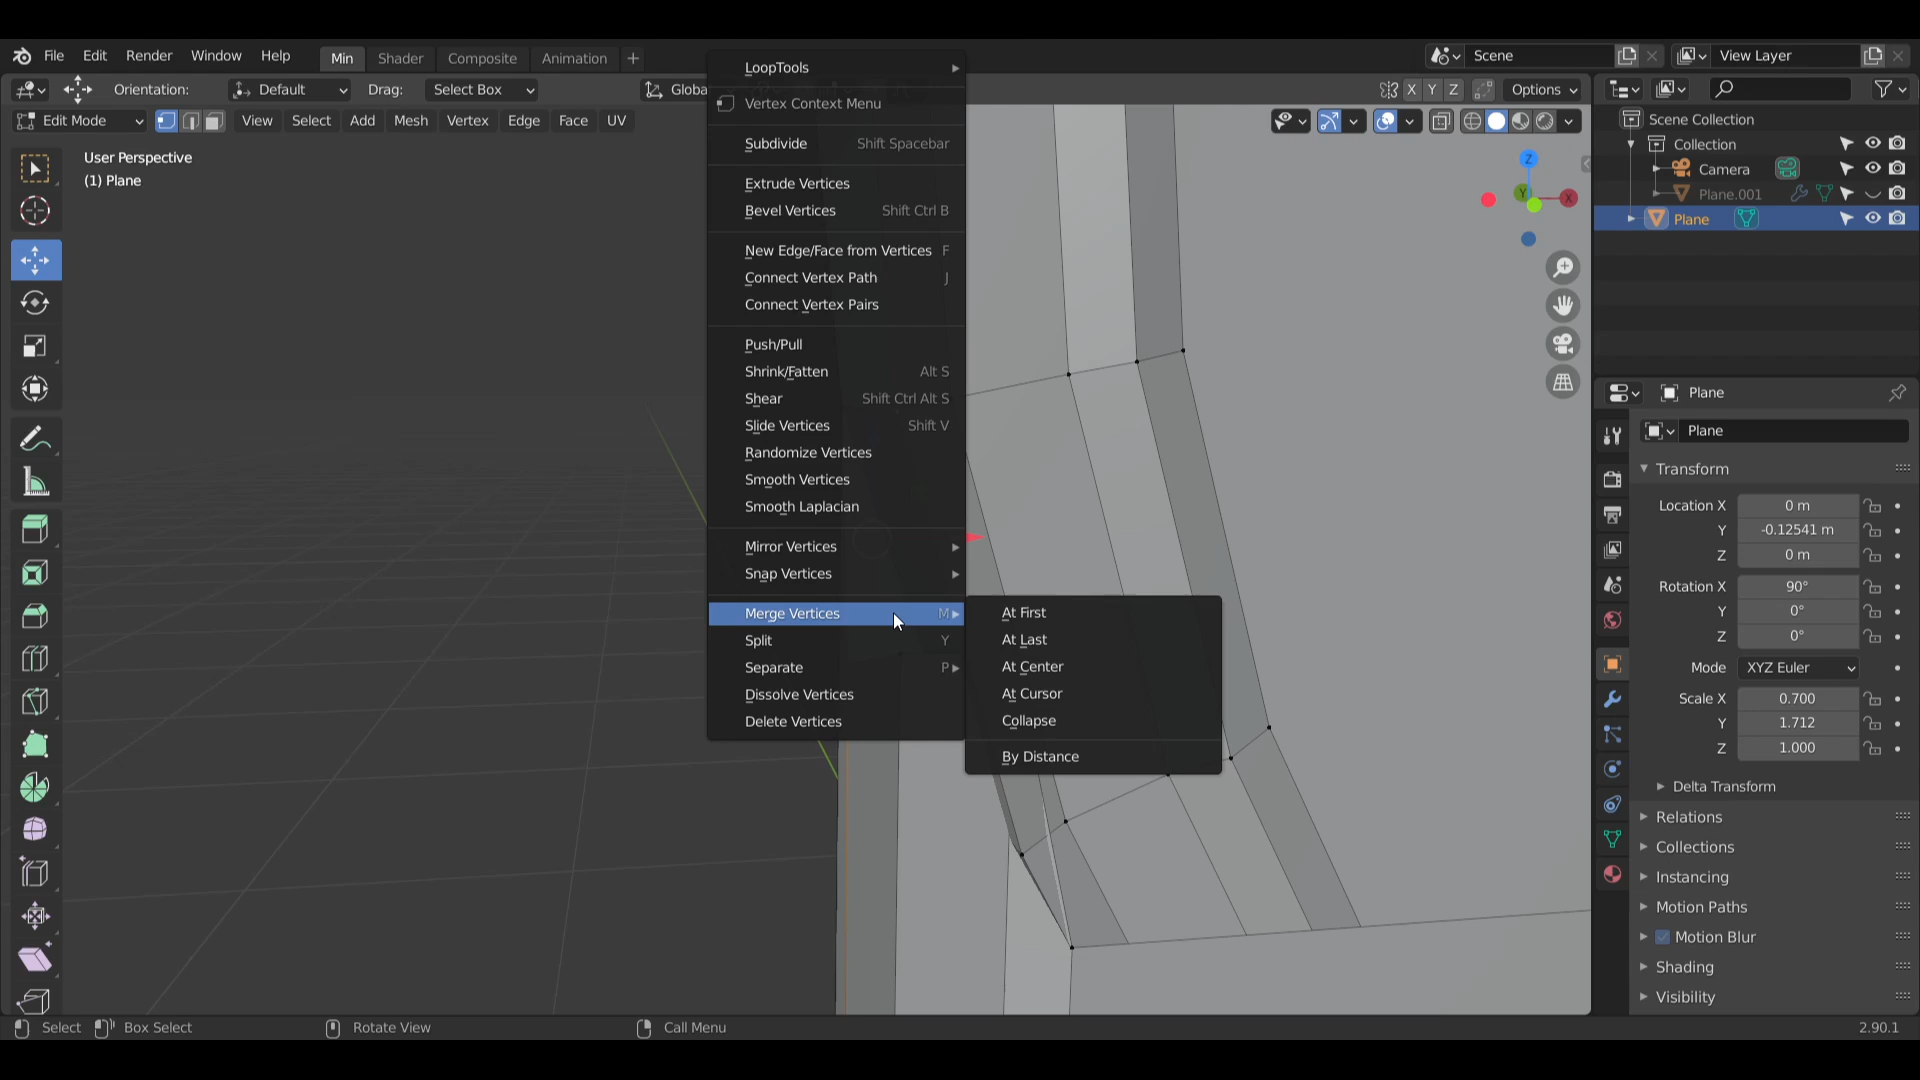 File Edit Render Window Help Min Shader Composite Animation + Scene View Layer
Orientation: Default Drag: Select Box Globa X Y Z Options
Edit Mode View Select Add Mesh Vertex Edge Face UV
User Perspective
(1) Plane
LoopTools
Vertex Context Menu
Subdivide Shift Spacebar
Extrude Vertices
Bevel Vertices Shift Ctrl B
New Edge/Face from Vertices F
Connect Vertex Path J
Connect Vertex Pairs
Push/Pull
Shrink/Fatten Alt S
Shear Shift Ctrl Alt S
Slide Vertices Shift V
Randomize Vertices
Smooth Vertices
Smooth Laplacian
Mirror Vertices
Snap Vertices
Merge Vertices M
Split Y
Separate P
Dissolve Vertices
Delete Vertices
At First
At Last
At Center
At Cursor
Collapse
By Distance
Z
Y
X
Scene Collection
Collection
Camera
Plane.001
Plane
Plane
Plane
Transform
Location X 0 m
Y -0.12541 m
Z 0 m
Rotation X 90°
Y 0°
Z 0°
Mode XYZ Euler
Scale X 0.700
Y 1.712
Z 1.000
Delta Transform
Relations
Collections
Instancing
Motion Paths
Motion Blur
Shading
Visibility
Select Box Select Rotate View Call Menu 2.90.1